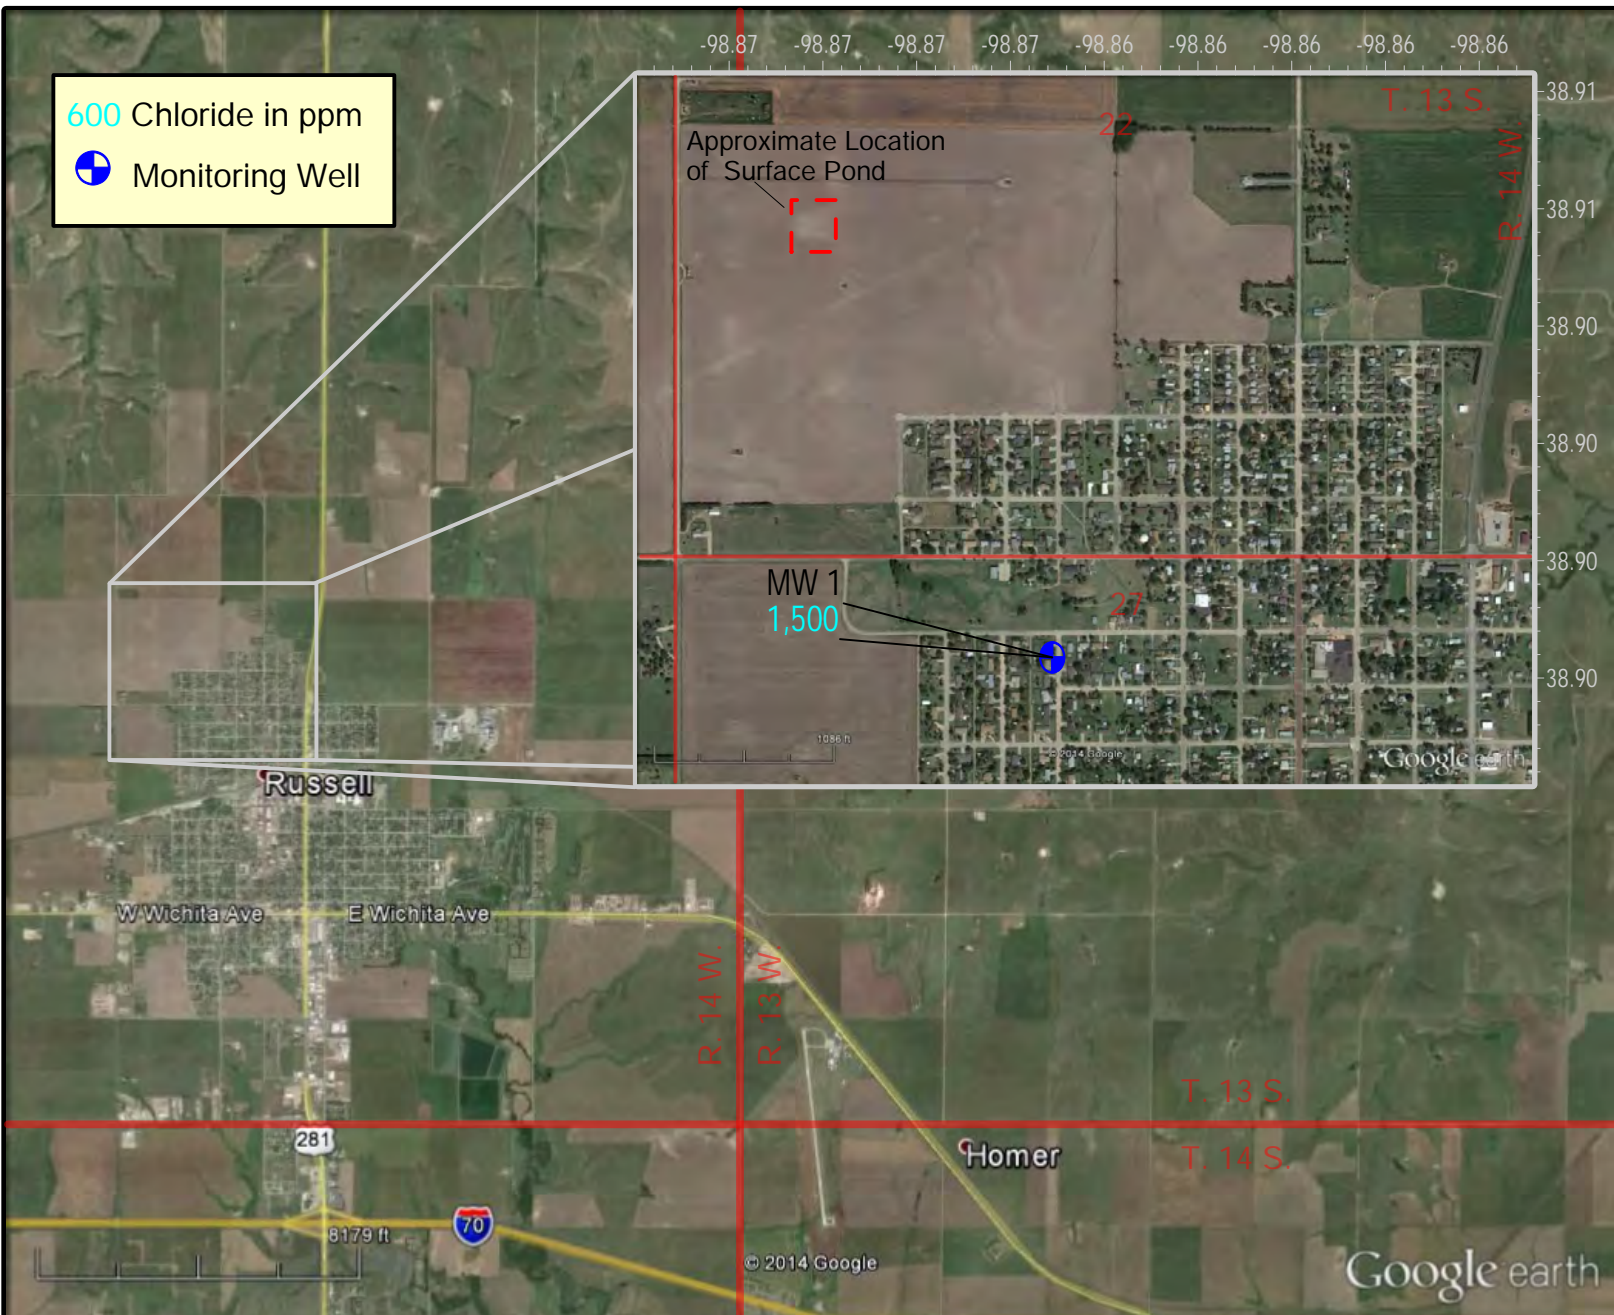 600 Chloride in ppm
Monitoring Well
-98.87 -98.87 -98.87 -98.87 -98.86 -98.86 -98.86 -98.86 -98.86
38.91
38.91
38.90
38.90
38.90
38.90
T. 13 S.
R. 14 W.
22
Approximate Location
of Surface Pond
MW 1
1,500
27
1086 ft
© 2014 Google
Google earth
Russell
W Wichita Ave
E Wichita Ave
R. 14 W.
R. 13 W.
T. 13 S.
T. 14 S.
281
Homer
70
8179 ft
© 2014 Google
Google earth